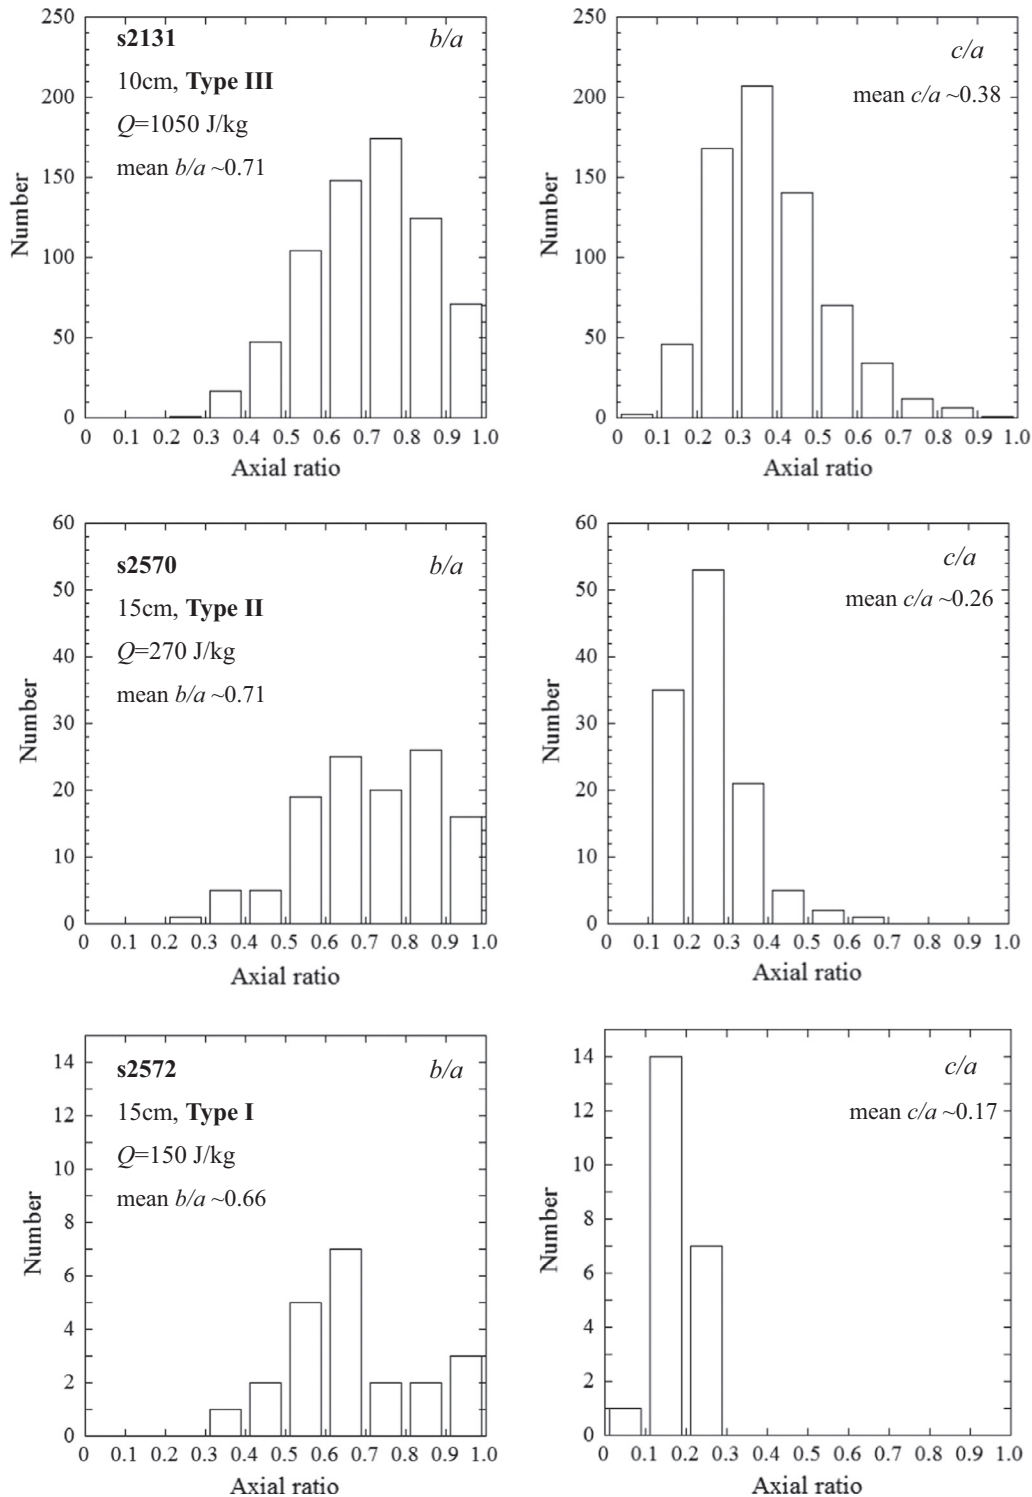 250
200
150
100
50
0
Number
s2131
b/a
10cm, Type III
Q=1050 J/kg
mean b/a ~0.71
0 0.1 0.2 0.3 0.4 0.5 0.6 0.7 0.8 0.9 1.0
Axial ratio
250
200
150
100
50
0
Number
c/a
mean c/a ~0.38
0 0.1 0.2 0.3 0.4 0.5 0.6 0.7 0.8 0.9 1.0
Axial ratio
60
50
40
30
20
10
0
Number
s2570
b/a
15cm, Type II
Q=270 J/kg
mean b/a ~0.71
0 0.1 0.2 0.3 0.4 0.5 0.6 0.7 0.8 0.9 1.0
Axial ratio
60
50
40
30
20
10
0
Number
c/a
mean c/a ~0.26
0 0.1 0.2 0.3 0.4 0.5 0.6 0.7 0.8 0.9 1.0
Axial ratio
14
12
10
8
6
4
2
0
Number
s2572
b/a
15cm, Type I
Q=150 J/kg
mean b/a ~0.66
0 0.1 0.2 0.3 0.4 0.5 0.6 0.7 0.8 0.9 1.0
Axial ratio
14
12
10
8
6
4
2
0
Number
c/a
mean c/a ~0.17
0 0.1 0.2 0.3 0.4 0.5 0.6 0.7 0.8 0.9 1.0
Axial ratio